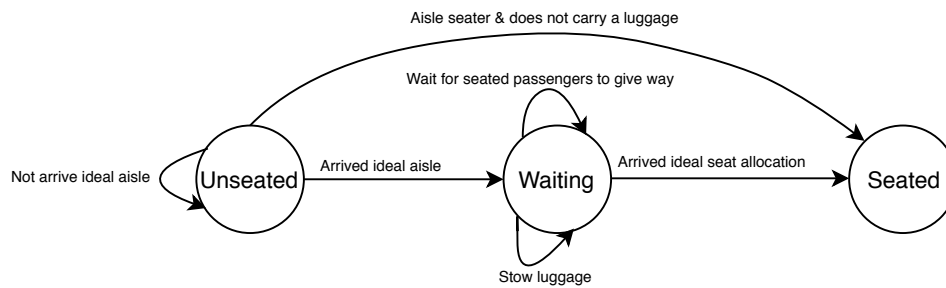 Aisle seater & does not carry a luggage
Wait for seated passengers to give way
Not arrive ideal aisle
Unseated
Arrived ideal aisle
Waiting
Arrived ideal seat allocation
Seated
Stow luggage